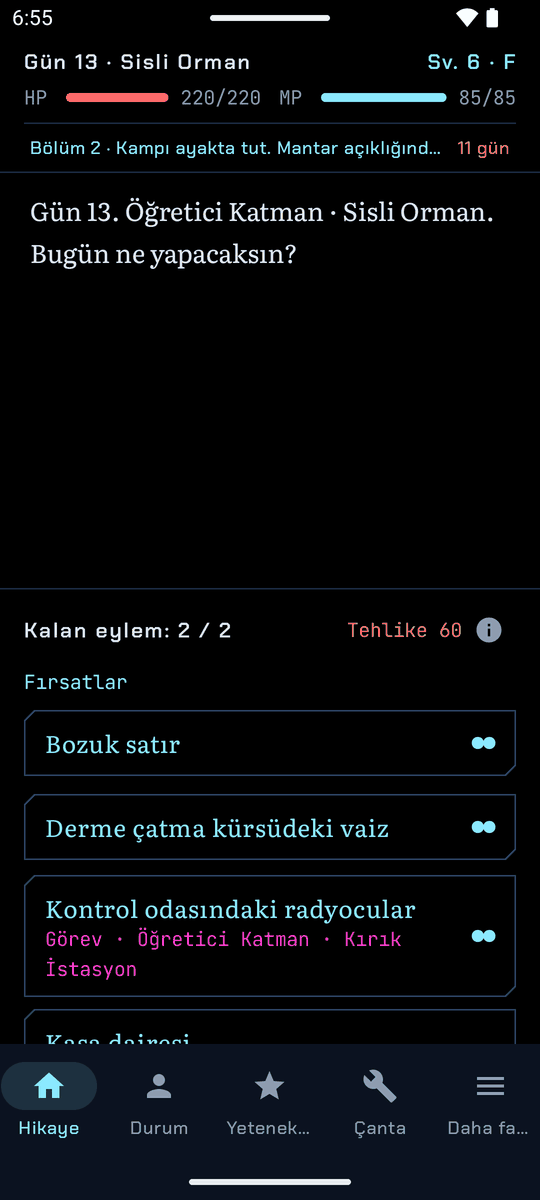 6:55
Gün 13 · Sisli Orman
Sv. 6 · F
HP 220/220 MP 85/85
Bölüm 2 · Kampı ayakta tut. Mantar açıklığınd... 11 gün
Gün 13. Öğretici Katman · Sisli Orman.
Bugün ne yapacaksın?
Kalan eylem: 2 / 2
Tehlike 60
Fırsatlar
Bozuk satır
Derme çatma kürsüdeki vaiz
Kontrol odasındaki radyocular
Görev · Öğretici Katman · Kırık
İstasyon
Kasa dairesi
Hikaye
Durum
Yetenek...
Çanta
Daha fa...